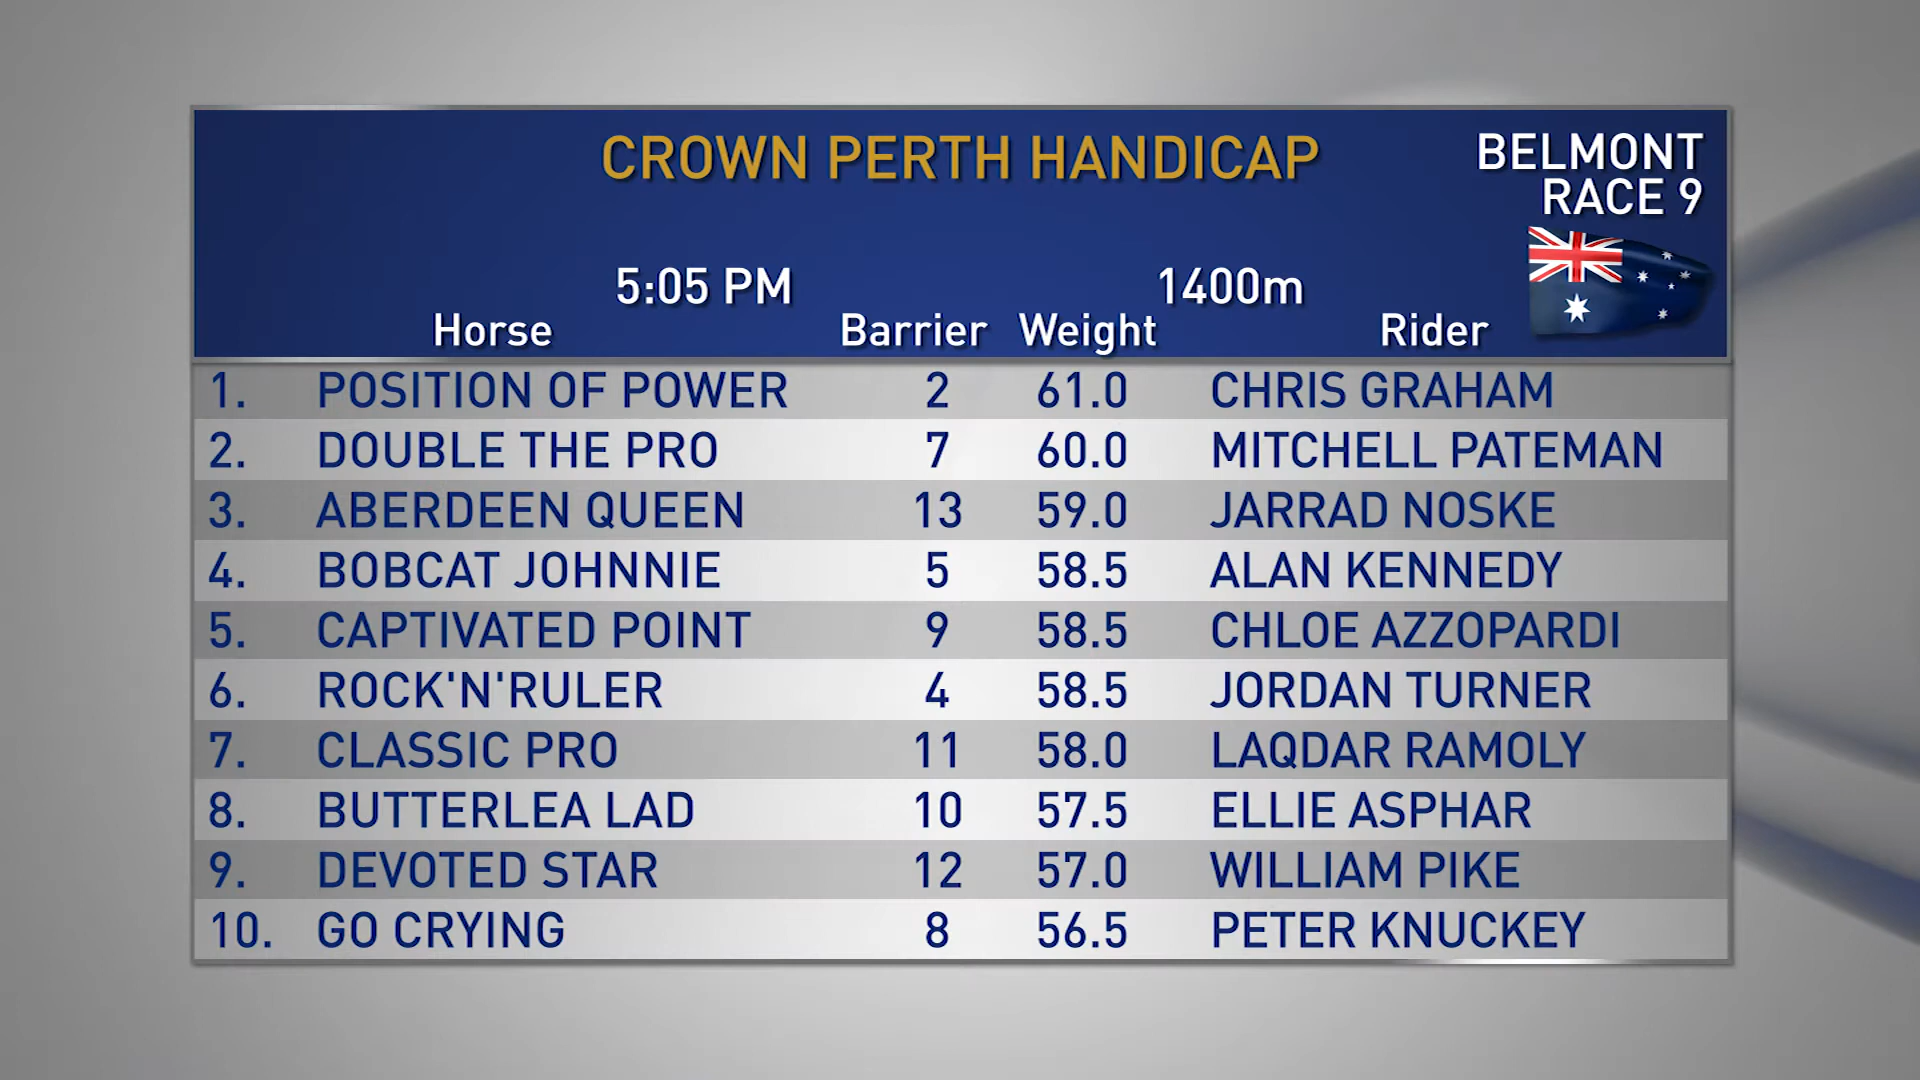 CROWN PERTH HANDICAP
BELMONT
RACE 9
5:05 PM 1400m
Horse Barrier Weight Rider
1. POSITION OF POWER 2 61.0 CHRIS GRAHAM
2. DOUBLE THE PRO 7 60.0 MITCHELL PATEMAN
3. ABERDEEN QUEEN 13 59.0 JARRAD NOSKE
4. BOBCAT JOHNNIE 5 58.5 ALAN KENNEDY
5. CAPTIVATED POINT 9 58.5 CHLOE AZZOPARDI
6. ROCK'N'RULER 4 58.5 JORDAN TURNER
7. CLASSIC PRO 11 58.0 LAQDAR RAMOLY
8. BUTTERLEA LAD 10 57.5 ELLIE ASPHAR
9. DEVOTED STAR 12 57.0 WILLIAM PIKE
10. GO CRYING 8 56.5 PETER KNUCKEY